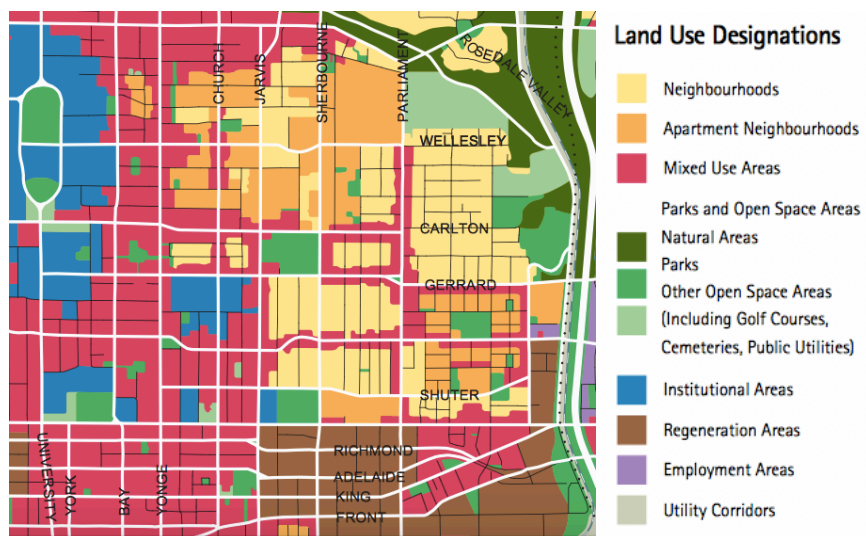 CHURCH
JARVIS
SHERBOURNE
PARLIAMENT
ROSEDALE VALLEY
WELLESLEY
CARLTON
GERRARD
SHUTER
RICHMOND
ADELAIDE
KING
FRONT
UNIVERSITY
YORK
BAY
YONGE
Land Use Designations
Neighbourhoods
Apartment Neighbourhoods
Mixed Use Areas
Parks and Open Space Areas
Natural Areas
Parks
Other Open Space Areas
(Including Golf Courses,
Cemeteries, Public Utilities)
Institutional Areas
Regeneration Areas
Employment Areas
Utility Corridors